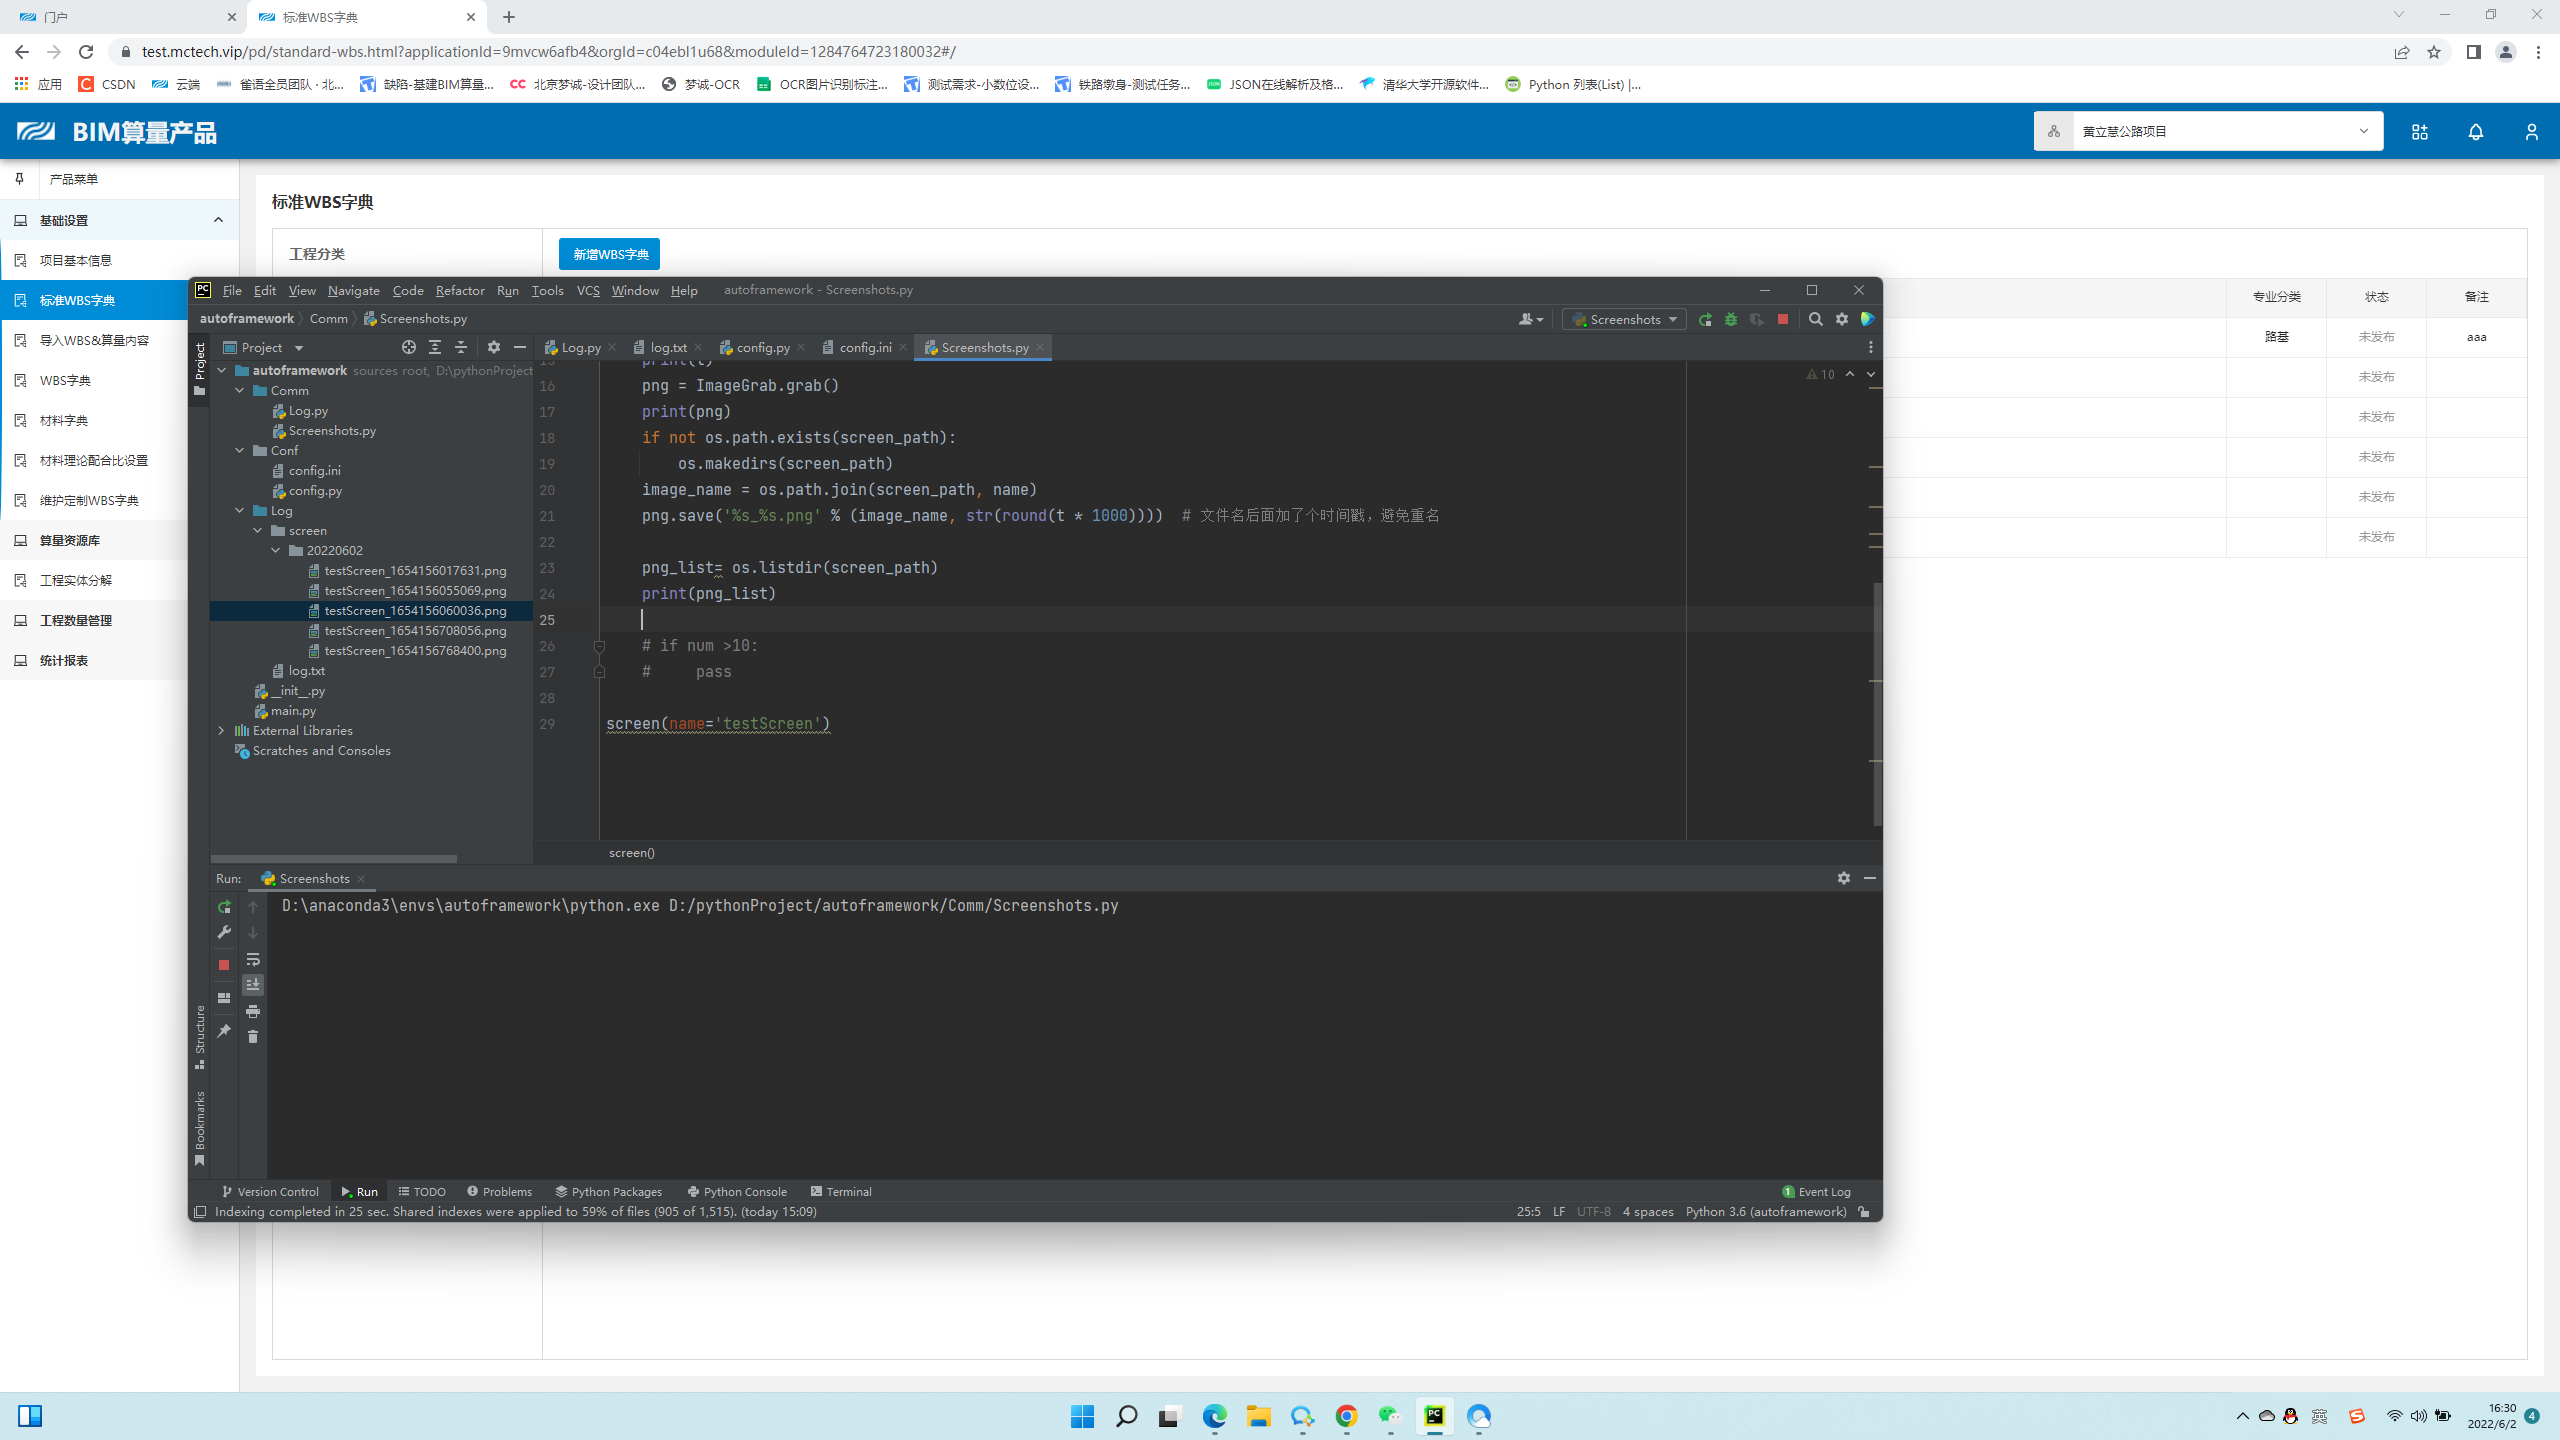 门户
标准WBS字典
test.mctech.vip/pd/standard-wbs.html?applicationId=9mvcw6afb4&orgId=c04ebl1u68&moduleId=1284764723180032#/
应用 CSDN 云端 雀语全员团队 · 北... 缺陷-基建BIM算量... 北京梦诚-设计团队... 梦诚-OCR OCR图片识别标注... 测试需求-小数位设... 铁路墩身-测试任务... JSON在线解析及格... 清华大学开源软件... Python 列表(List) |...
BIM算量产品
黄立慧公路项目
产品菜单
基础设置
项目基本信息
标准WBS字典
导入WBS&算量内容
WBS字典
材料字典
材料理论配合比设置
维护定制WBS字典
算量资源库
工程实体分解
工程数量管理
统计报表
标准WBS字典
工程分类
新增WBS字典
专业分类 状态 备注
路基 未发布 aaa
未发布
未发布
未发布
未发布
未发布
PC File Edit View Navigate Code Refactor Run Tools VCS Window Help autoframework - Screenshots.py
autoframework Comm Screenshots.py
Screenshots
Project
Log.py log.txt config.py config.ini Screenshots.py
Project
autoframework sources root, D:\pythonProject
Comm
Log.py
Screenshots.py
Conf
config.ini
config.py
Log
screen
20220602
testScreen_1654156017631.png
testScreen_1654156055069.png
testScreen_1654156060036.png
testScreen_1654156708056.png
testScreen_1654156768400.png
log.txt
__init__.py
main.py
External Libraries
Scratches and Consoles
10
15 print(t)
16 png = ImageGrab.grab()
17 print(png)
18 if not os.path.exists(screen_path):
19 os.makedirs(screen_path)
20 image_name = os.path.join(screen_path, name)
21 png.save('%s_%s.png' % (image_name, str(round(t * 1000)))) # 文件名后面加了个时间戳，避免重名
22
23 png_list= os.listdir(screen_path)
24 print(png_list)
25
26 # if num >10:
27 # pass
28
29 screen(name='testScreen')
screen()
Run: Screenshots
D:\anaconda3\envs\autoframework\python.exe D:/pythonProject/autoframework/Comm/Screenshots.py
Structure
Bookmarks
Version Control Run TODO Problems Python Packages Python Console Terminal 1 Event Log
Indexing completed in 25 sec. Shared indexes were applied to 59% of files (905 of 1,515). (today 15:09) 25:5 LF UTF-8 4 spaces Python 3.6 (autoframework)
英
16:30
2022/6/2
4